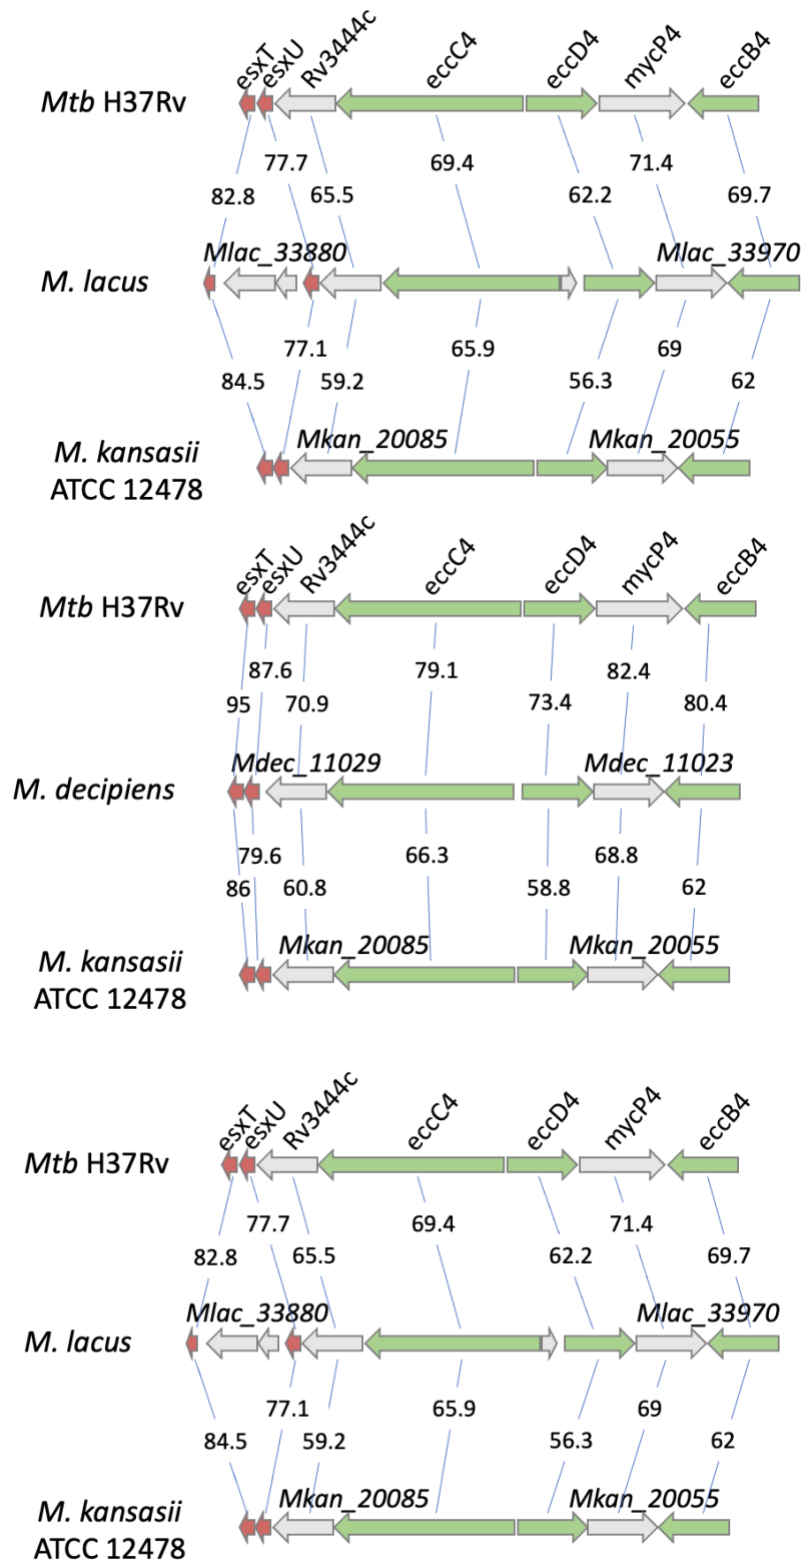 esxT esxU Rv3444c eccC4 eccD4 mycP4 eccB4
Mtb H37Rv
77.7 69.4 71.4
82.8 65.5 62.2 69.7
Mlac_33880 Mlac_33970
M. lacus
77.1 65.9 69
84.5 59.2 56.3 62
Mkan_20085 Mkan_20055
M. kansasii
ATCC 12478
esxT esxU Rv3444c eccC4 eccD4 mycP4 eccB4
Mtb H37Rv
87.6 79.1 82.4
95 70.9 73.4 80.4
Mdec_11029 Mdec_11023
M. decipiens
79.6 66.3 68.8
86 60.8 58.8 62
Mkan_20085 Mkan_20055
M. kansasii
ATCC 12478
esxT esxU Rv3444c eccC4 eccD4 mycP4 eccB4
Mtb H37Rv
77.7 69.4 71.4
82.8 65.5 62.2 69.7
Mlac_33880 Mlac_33970
M. lacus
77.1 65.9 69
84.5 59.2 56.3 62
Mkan_20085 Mkan_20055
M. kansasii
ATCC 12478